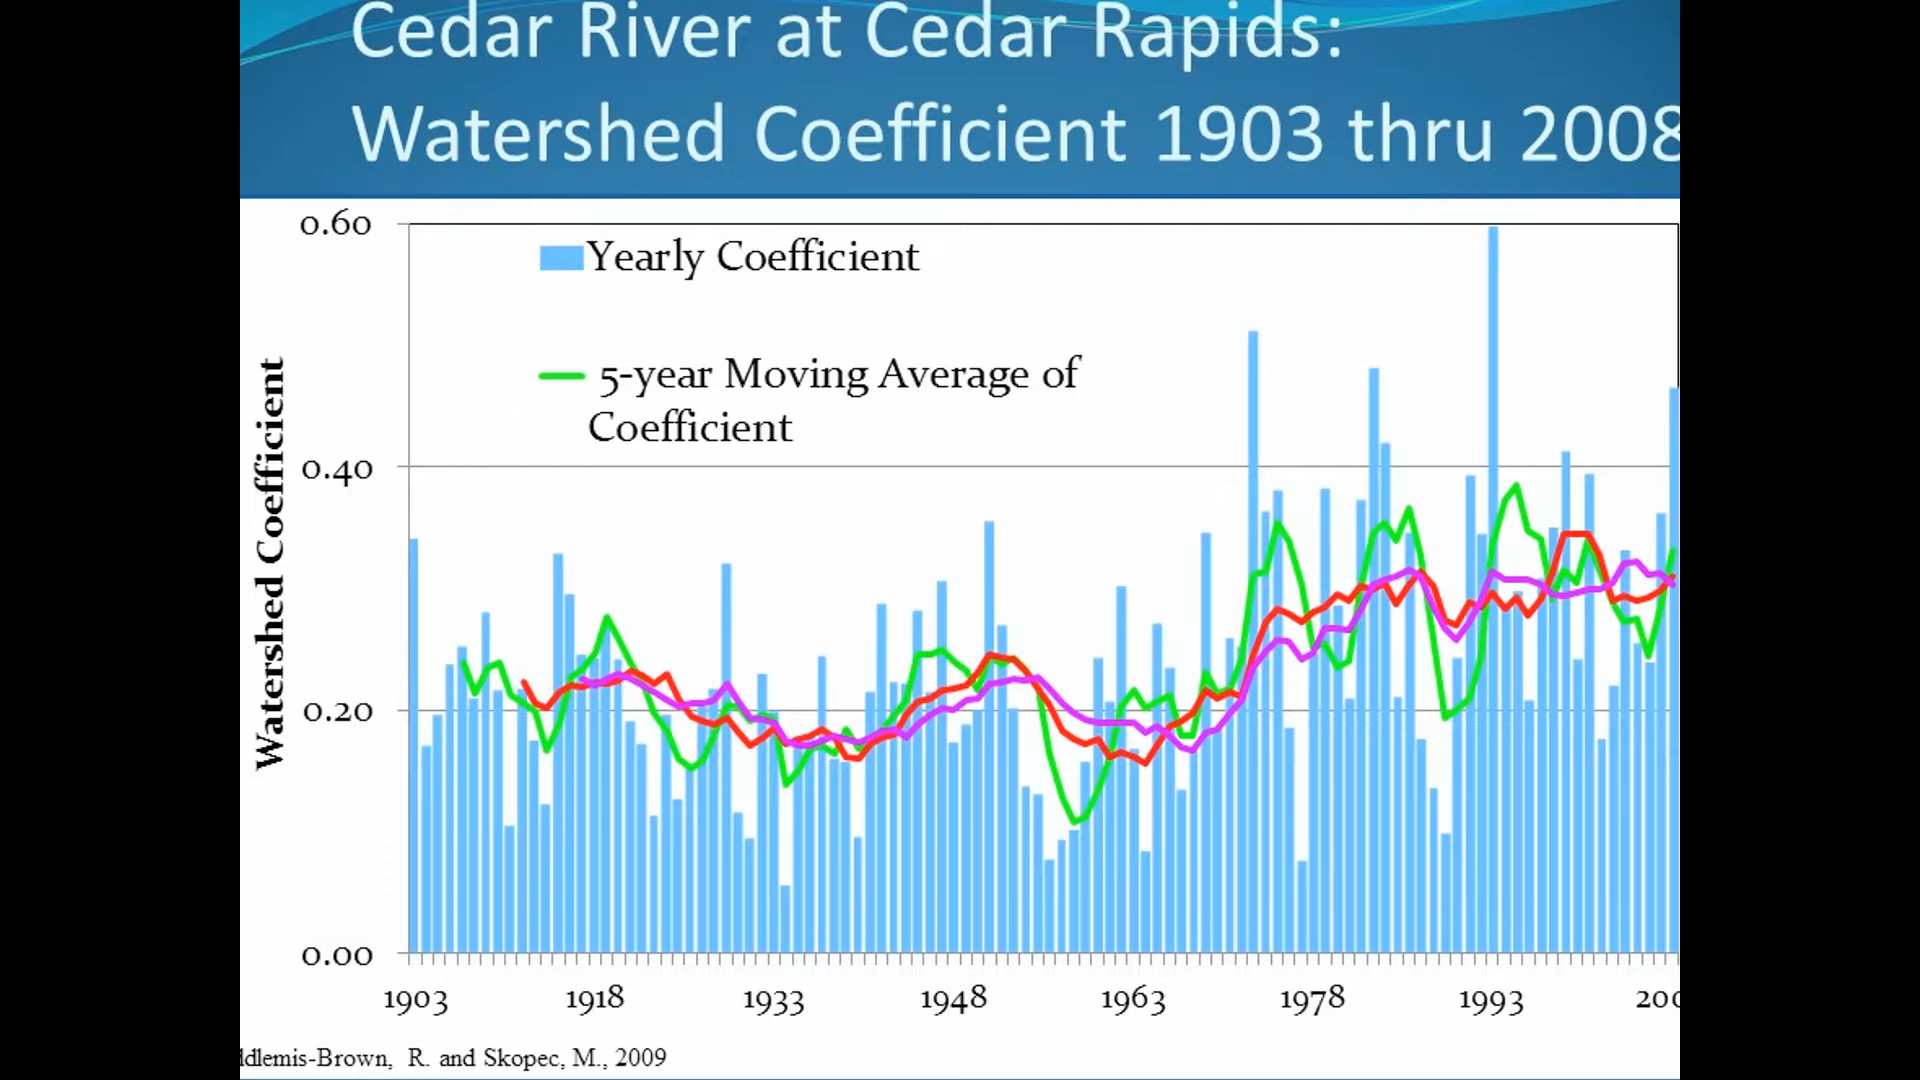 Cedar River at Cedar Rapids:
Watershed Coefficient 1903 thru 2008
0.60
Yearly Coefficient
5-year Moving Average of
Coefficient
Watershed Coefficient
0.40
0.20
0.00
1903 1918 1933 1948 1963 1978 1993 200
ldlemis-Brown, R. and Skopec, M., 2009